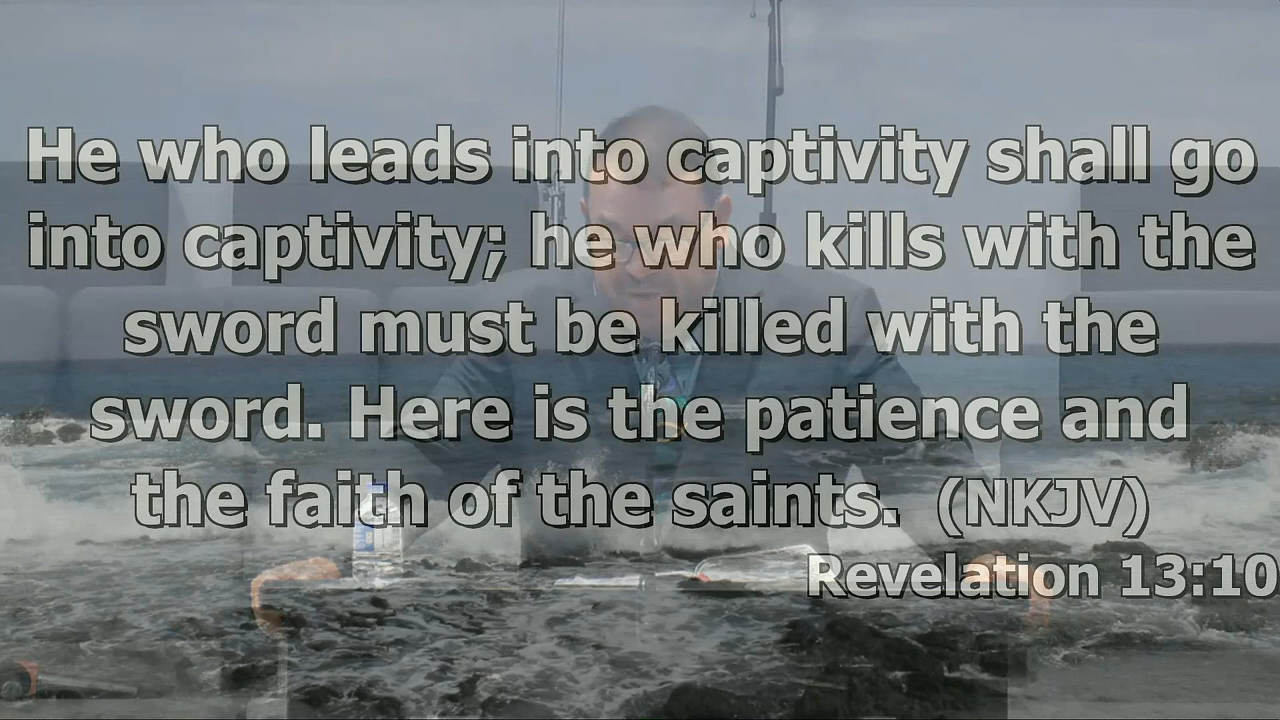 He who leads into captivity shall go
into captivity; he who kills with the
sword must be killed with the
sword. Here is the patience and
the faith of the saints. (NKJV)
Revelation 13:10